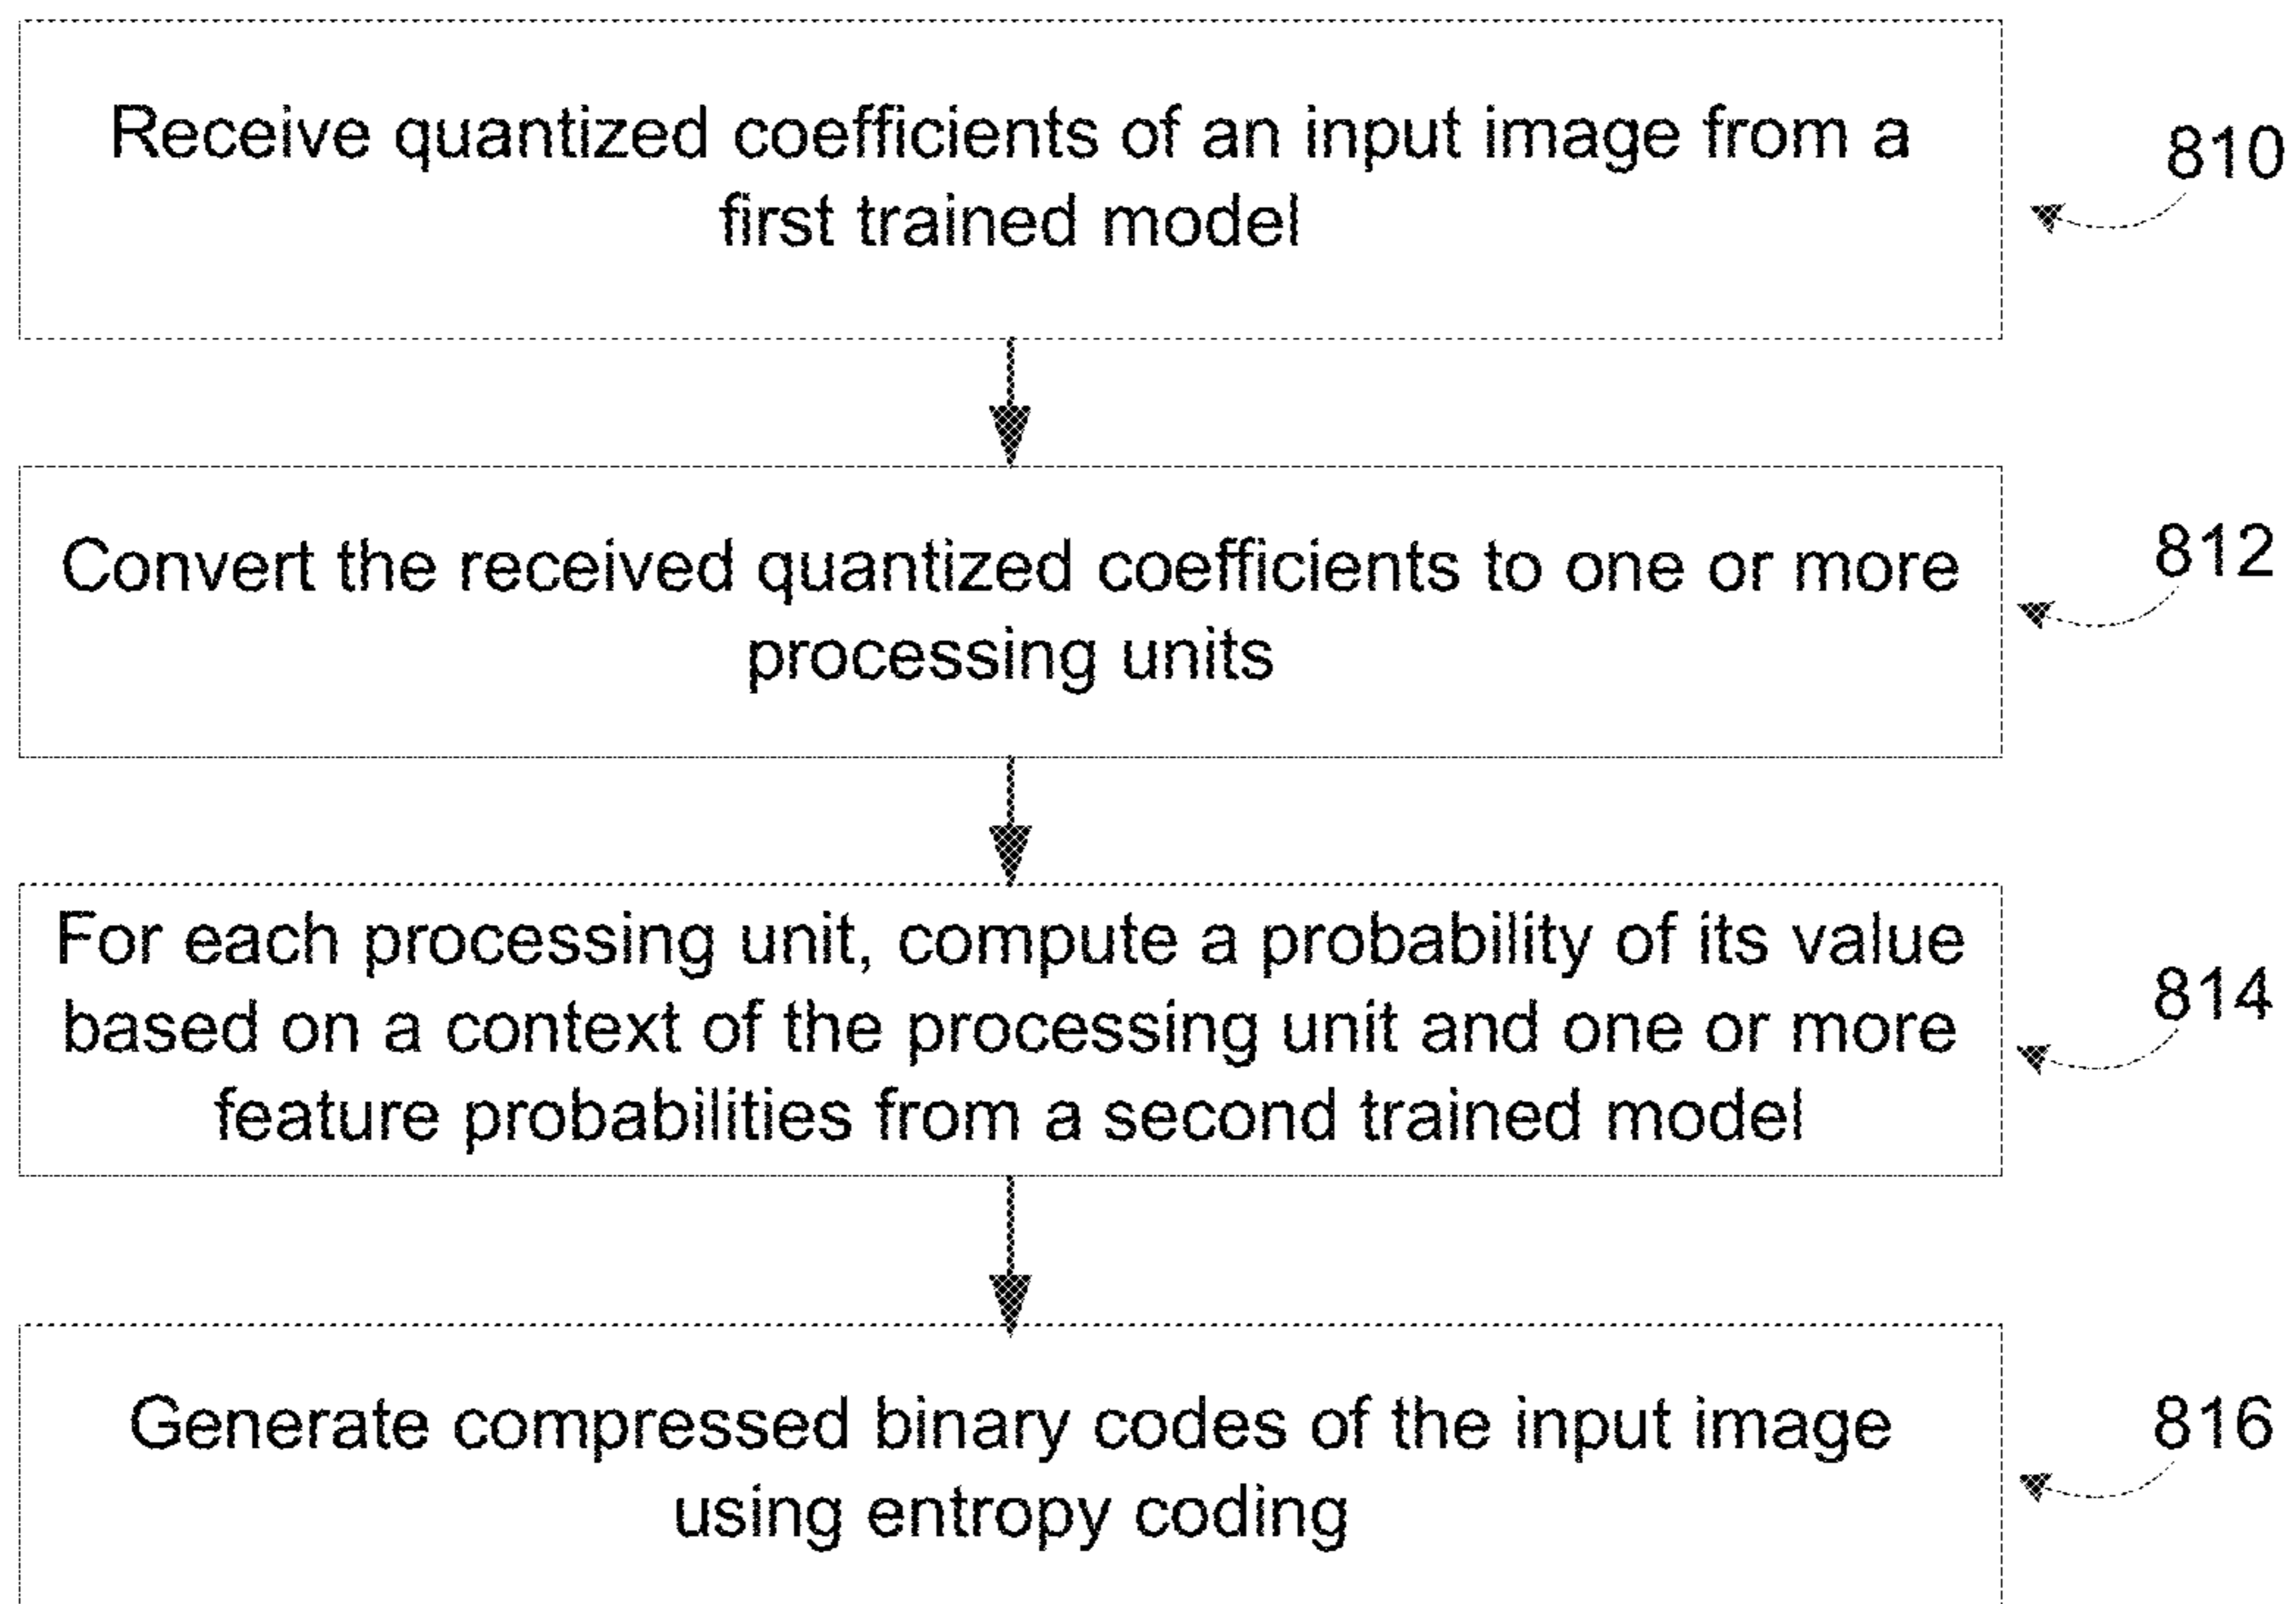 Receive quantized coefficients of an input image from a
first trained model
810
Convert the received quantized coefficients to one or more
processing units
812
For each processing unit, compute a probability of its value
based on a context of the processing unit and one or more
feature probabilities from a second trained model
814
Generate compressed binary codes of the input image
using entropy coding
816